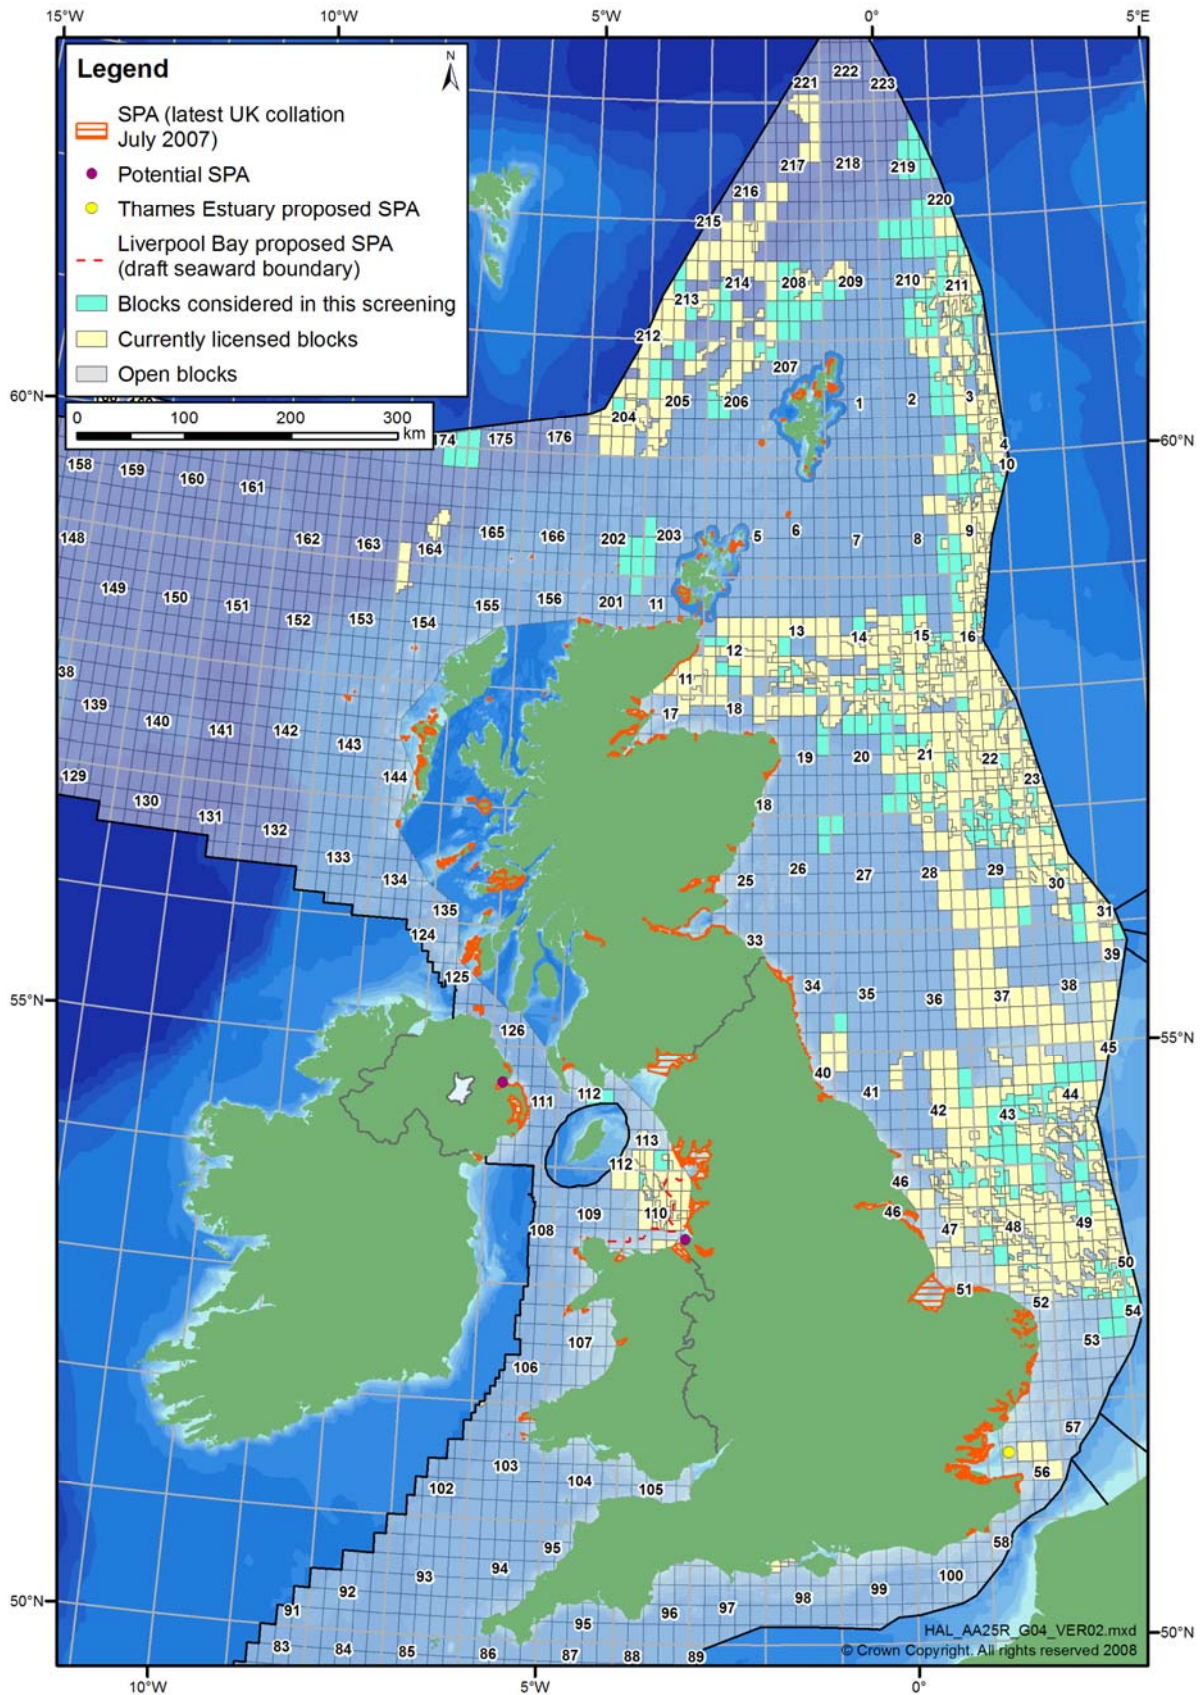 15°W
10°W
5°W
0°
5°E
Legend
N
SPA (latest UK collation
July 2007)
Potential SPA
Thames Estuary proposed SPA
Liverpool Bay proposed SPA
(draft seaward boundary)
Blocks considered in this screening
Currently licensed blocks
Open blocks
0 100 200 300
km
222
221 223
217 218 219
216 220
215
214 208 209 210 211
213
212
207
60°N
205 206 1 2 3
204
174 175 176
4
60°N
10
158 159 160 161
148 162 163 164 165 166 202 203 5 6 7 8 9
149 150 151 152 153 154 155 156 201 11
13 14 15 16
12
38 139 140 141 142 143
11
17 18
19 20 21 22
129 144 23
130 131 132 133 134
18
26 27 28 29 30
25
135 31
124 33 39
125
34 35 36 37 38
55°N
126
55°N
45
40 41 44
111 112 42 43
113
112
46
108 109 110 46 47 48 49
50
51 52 54
53
107
106
57
103 56
102 104 105
58
95
94
93 100
92 99
98
50°N
91 97
96
95
50°N
83 84 85 86 87 88 89
HAL_AA25R_G04_VER02.mxd
© Crown Copyright. All rights reserved 2008
10°W
5°W
0°